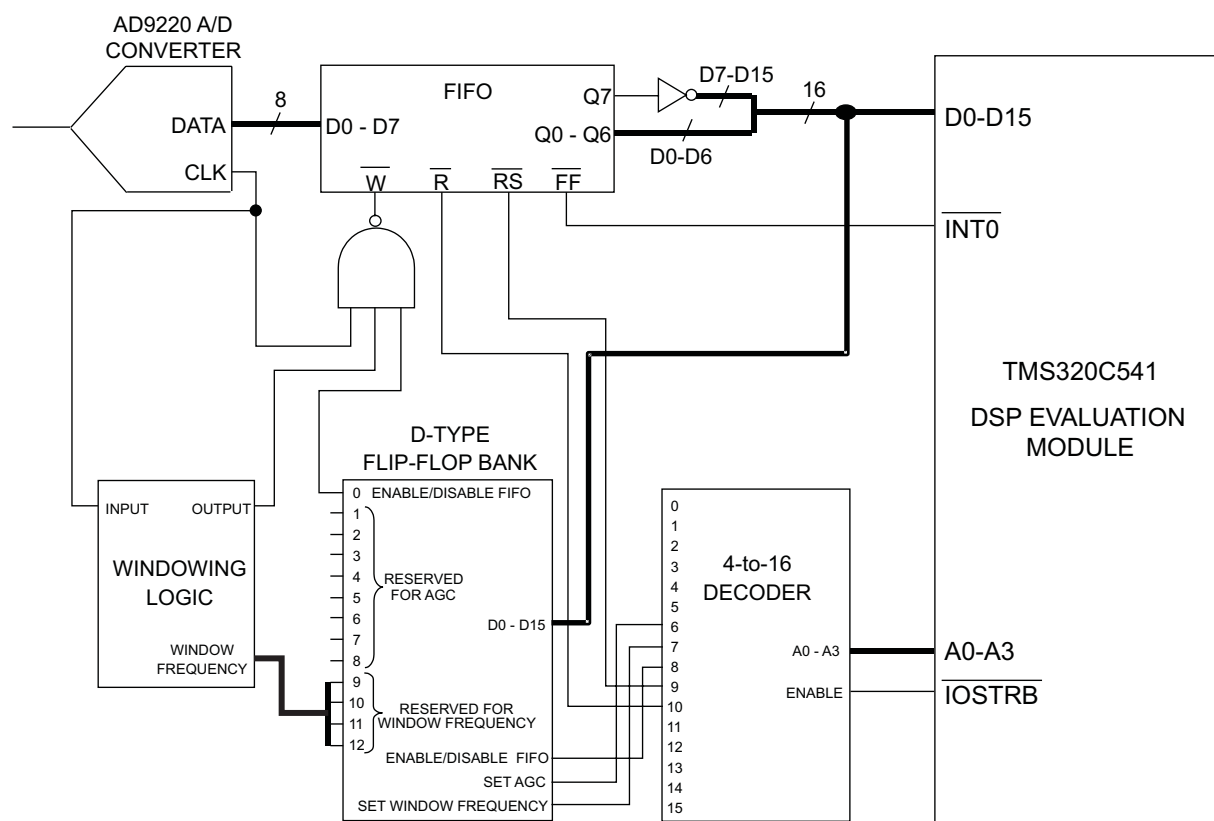 AD9220 A/D
CONVERTER
DATA
CLK
8
FIFO
D0 - D7
Q7
Q0 - Q6
W
R
RS
FF
D7-D15
D0-D6
16
D0-D15
INT0
TMS320C541
DSP EVALUATION
MODULE
A0-A3
IOSTRB
INPUT
OUTPUT
WINDOWING
LOGIC
WINDOW
FREQUENCY
D-TYPE
FLIP-FLOP BANK
0 ENABLE/DISABLE FIFO
1
2
3
4
5
6
7
8
RESERVED
FOR AGC
D0 - D15
9
10
11
12
RESERVED FOR
WINDOW FREQUENCY
ENABLE/DISABLE FIFO
SET AGC
SET WINDOW FREQUENCY
0
1
2
3
4
5
6
7
8
9
10
11
12
13
14
15
4-to-16
DECODER
A0 - A3
ENABLE